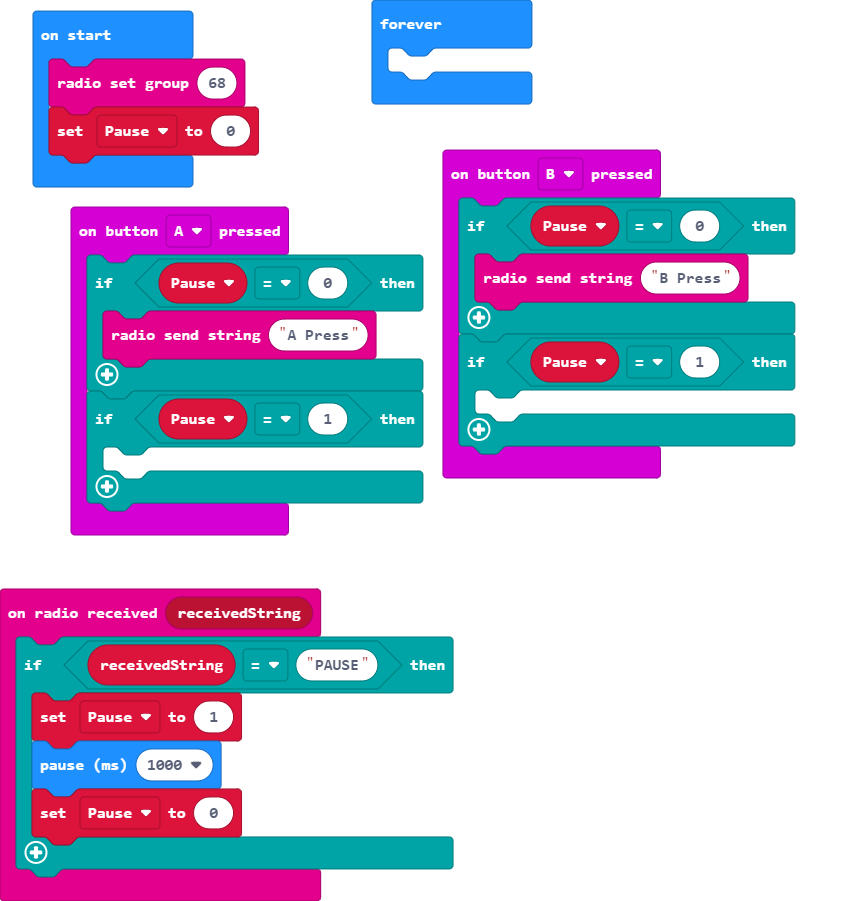 on start
radio set group 68
set Pause to 0
forever
on button A pressed
if Pause = 0 then
radio send string "A Press"
if Pause = 1 then
on button B pressed
if Pause = 0 then
radio send string "B Press"
if Pause = 1 then
on radio received receivedString
if receivedString = "PAUSE" then
set Pause to 1
pause (ms) 1000
set Pause to 0